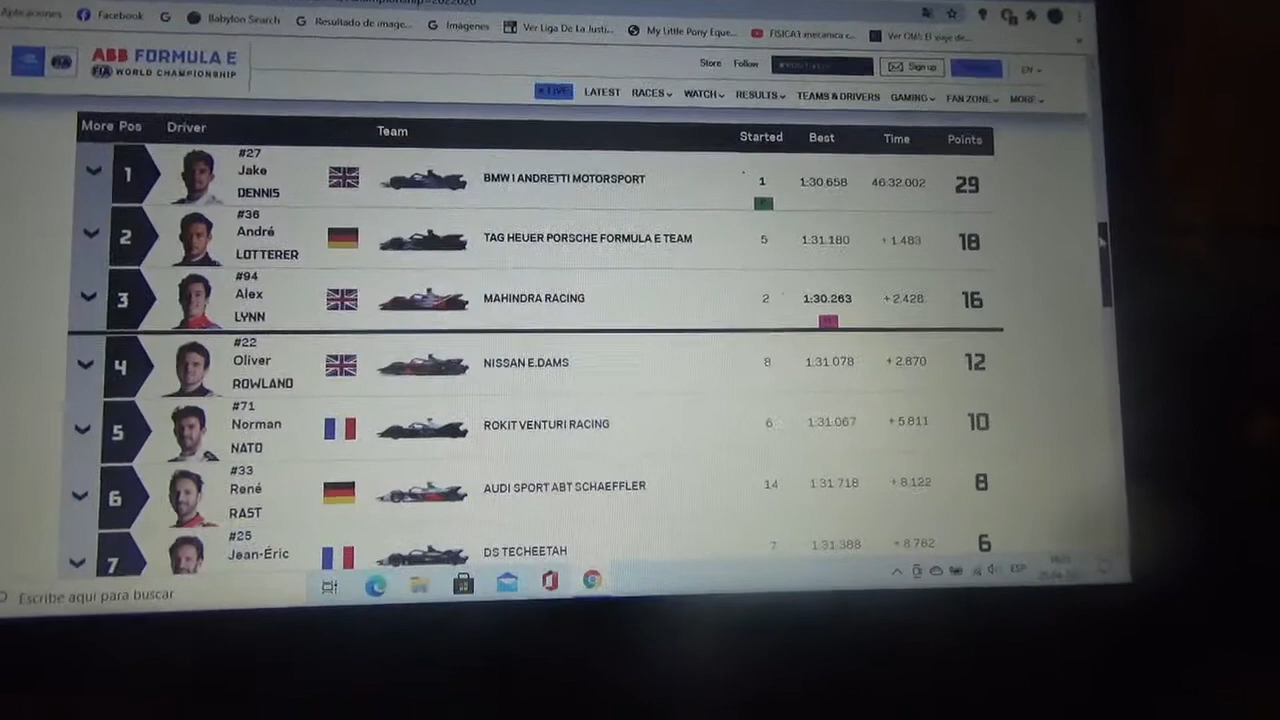 Aplicaciones Facebook Babylon Search Resultado de image... Imágenes Ver Liga De La Justi... My Little Pony Eque... FISICA1 mecanica c... Ver
ABB FORMULA E
FIA WORLD CHAMPIONSHIP
Store Follow Sign up EN
LIVE LATEST RACES WATCH RESULTS TEAMS & DRIVERS GAMING FAN ZONE MORE
More Pos Driver Team Started Best Time Points
1 #27 Jake DENNIS BMW I ANDRETTI MOTORSPORT 1 1:30.658 46:32.002 29
2 #36 André LOTTERER TAG HEUER PORSCHE FORMULA E TEAM 5 1:31.180 + 1.483 18
3 #94 Alex LYNN MAHINDRA RACING 2 1:30.263 + 2.428 16
4 #22 Oliver ROWLAND NISSAN E.DAMS 8 1:31.078 + 2.870 12
5 #71 Norman NATO ROKIT VENTURI RACING 6 1:31.067 + 5.811 10
6 #33 René RAST AUDI SPORT ABT SCHAEFFLER 14 1:31.718 + 8.122 8
7 #25 Jean-Éric DS TECHEETAH 7 1:31.388 + 8.762 6
Escribe aquí para buscar ESP